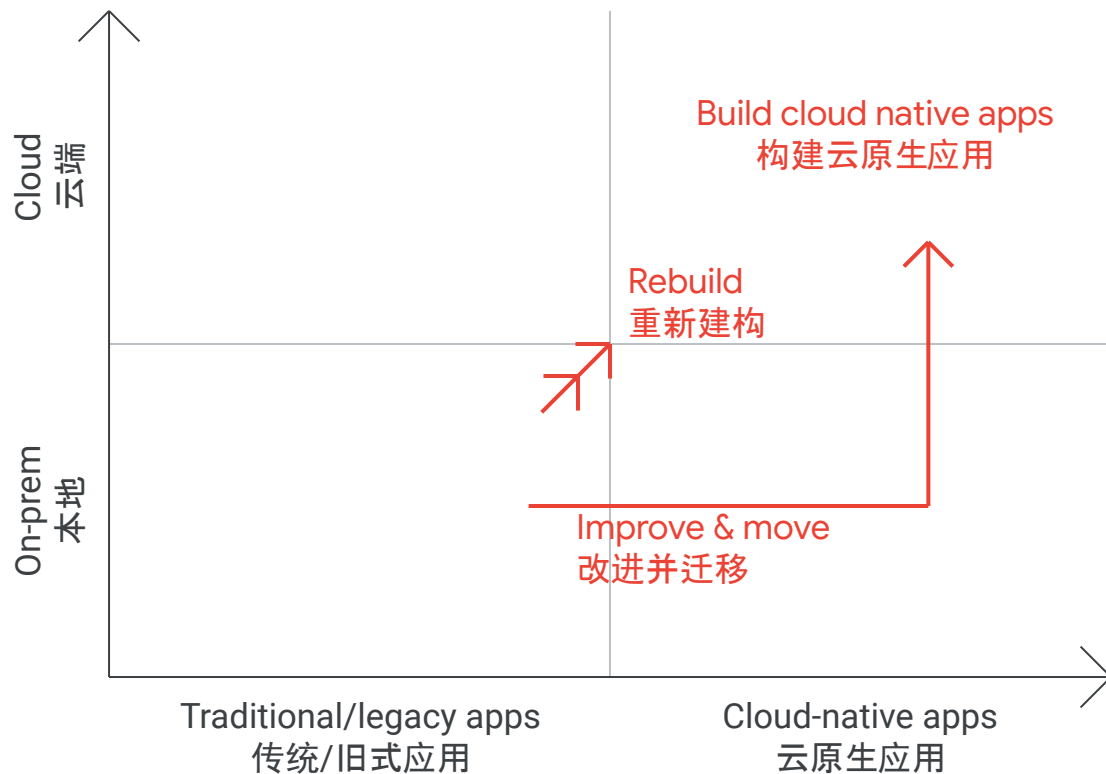 Build cloud native apps
构建云原生应用
Cloud
云端
Rebuild
重新建构
On-prem
本地
Improve & move
改进并迁移
Traditional/legacy apps
传统/旧式应用
Cloud-native apps
云原生应用